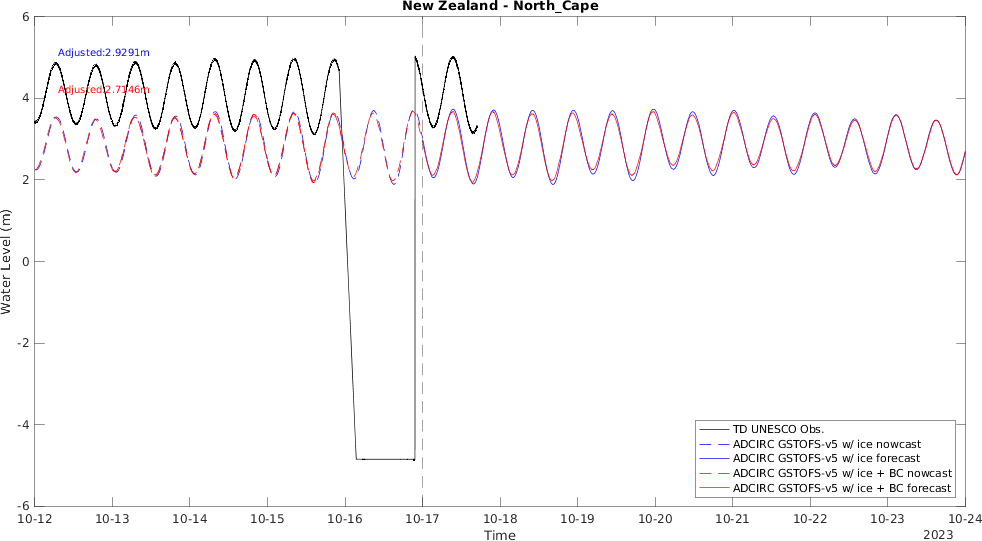 New Zealand - North_Cape
Adjusted:2.9291m
Adjusted:2.7146m
6
4
2
0
-2
-4
-6
Water Level (m)
TD UNESCO Obs.
ADCIRC GSTOFS-v5 w/ ice nowcast
ADCIRC GSTOFS-v5 w/ ice forecast
ADCIRC GSTOFS-v5 w/ ice + BC nowcast
ADCIRC GSTOFS-v5 w/ ice + BC forecast
10-12 10-13 10-14 10-15 10-16 10-17 10-18 10-19 10-20 10-21 10-22 10-23 10-24
Time
2023